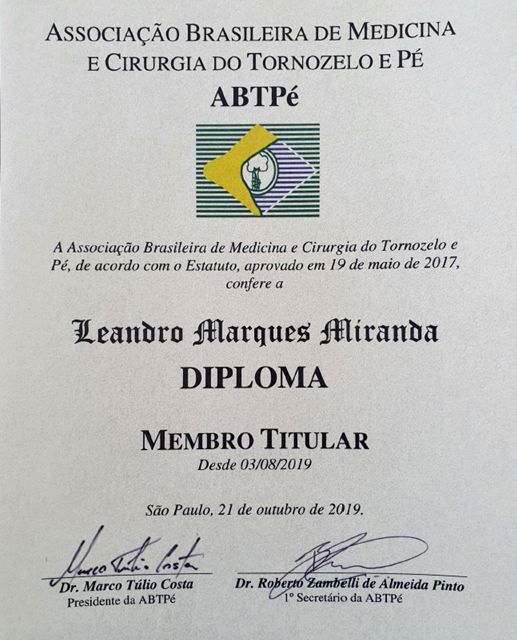 ASSOCIAÇÃO BRASILEIRA DE MEDICINA
E CIRURGIA DO TORNOZELO E PÉ
ABTPé
A Associação Brasileira de Medicina e Cirurgia do Tornozelo e
Pé, de acordo com o Estatuto, aprovado em 19 de maio de 2017,
confere a
Leandro Marques Miranda
DIPLOMA
MEMBRO TITULAR
Desde 03/08/2019
São Paulo, 21 de outubro de 2019.
Marco Túlio Costa
Dr. Marco Túlio Costa
Presidente da ABTPé
Dr. Roberto Zambelli de Almeida Pinto
1º Secretário da ABTPé